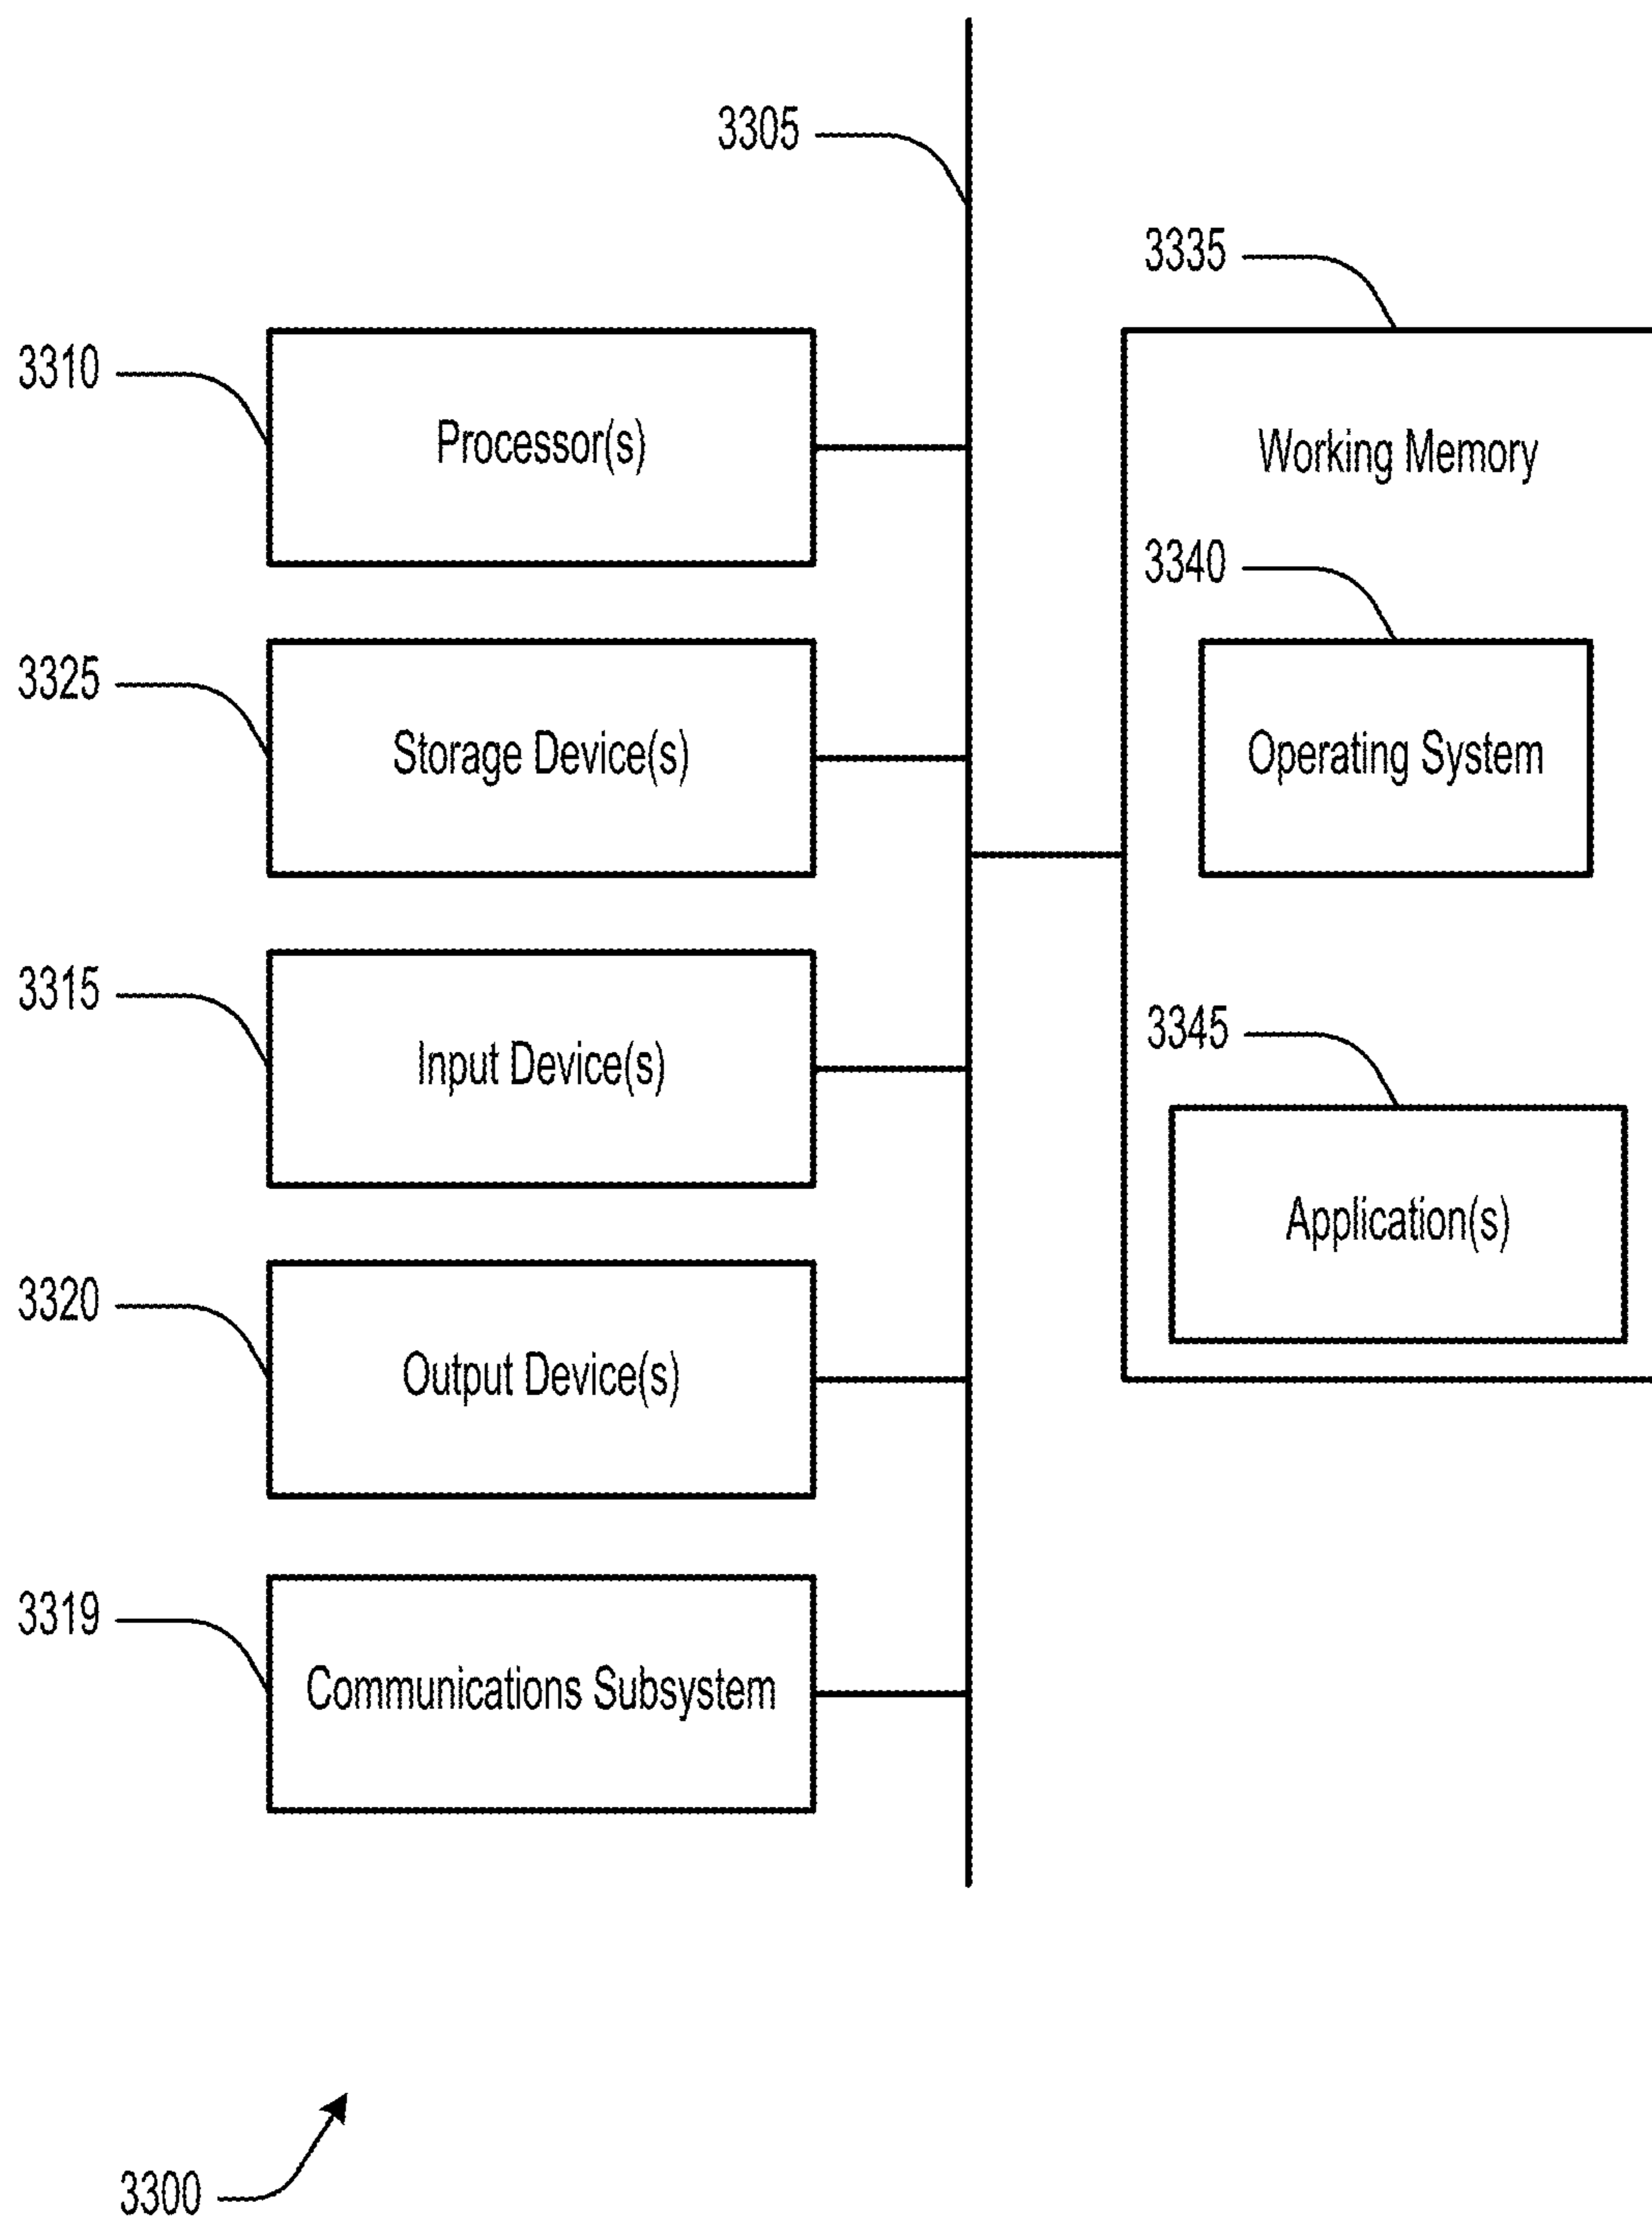 3305
3335
3310
Processor(s)
Working Memory
3340
3325
Storage Device(s)
Operating System
3315
Input Device(s)
3345
Application(s)
3320
Output Device(s)
3319
Communications Subsystem
3300